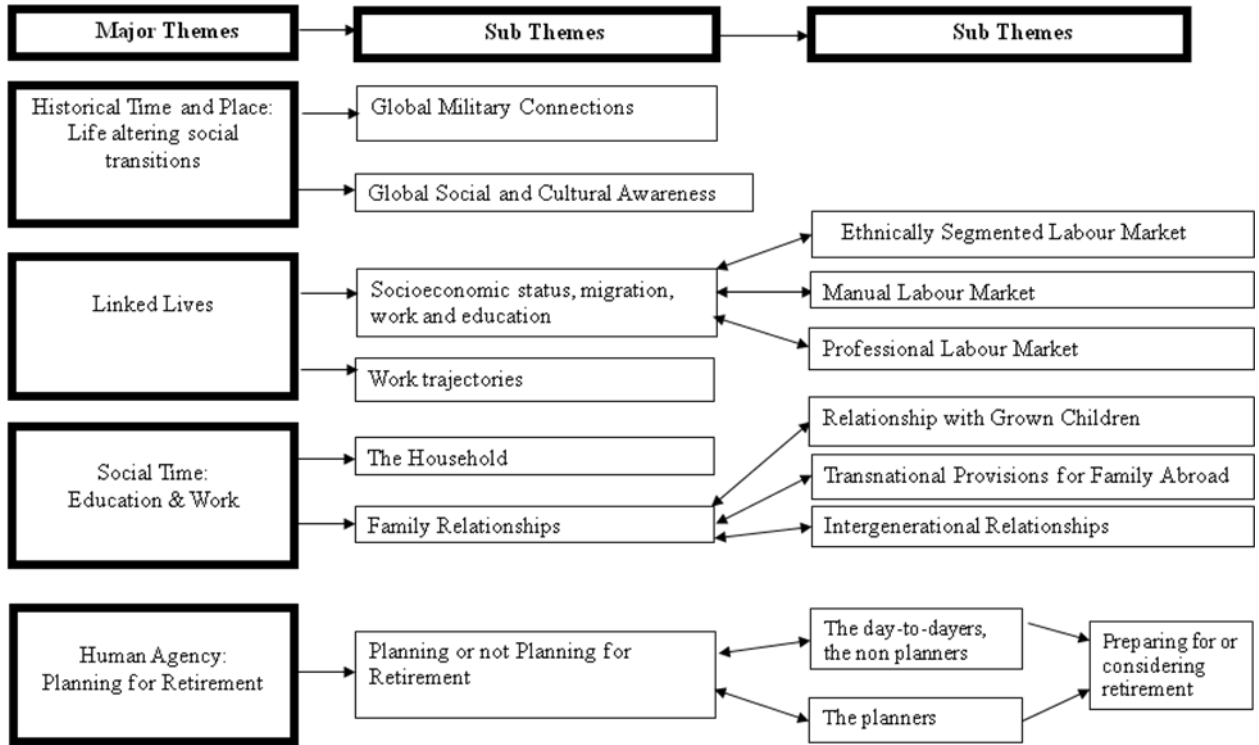 Major Themes
Sub Themes
Sub Themes
Historical Time and Place:
Life altering social
transitions
Global Military Connections
Global Social and Cultural Awareness
Linked Lives
Socioeconomic status, migration,
work and education
Ethnically Segmented Labour Market
Manual Labour Market
Professional Labour Market
Work trajectories
Social Time:
Education & Work
The Household
Family Relationships
Relationship with Grown Children
Transnational Provisions for Family Abroad
Intergenerational Relationships
Human Agency:
Planning for Retirement
Planning or not Planning for
Retirement
The day-to-dayers,
the non planners
The planners
Preparing for or
considering
retirement